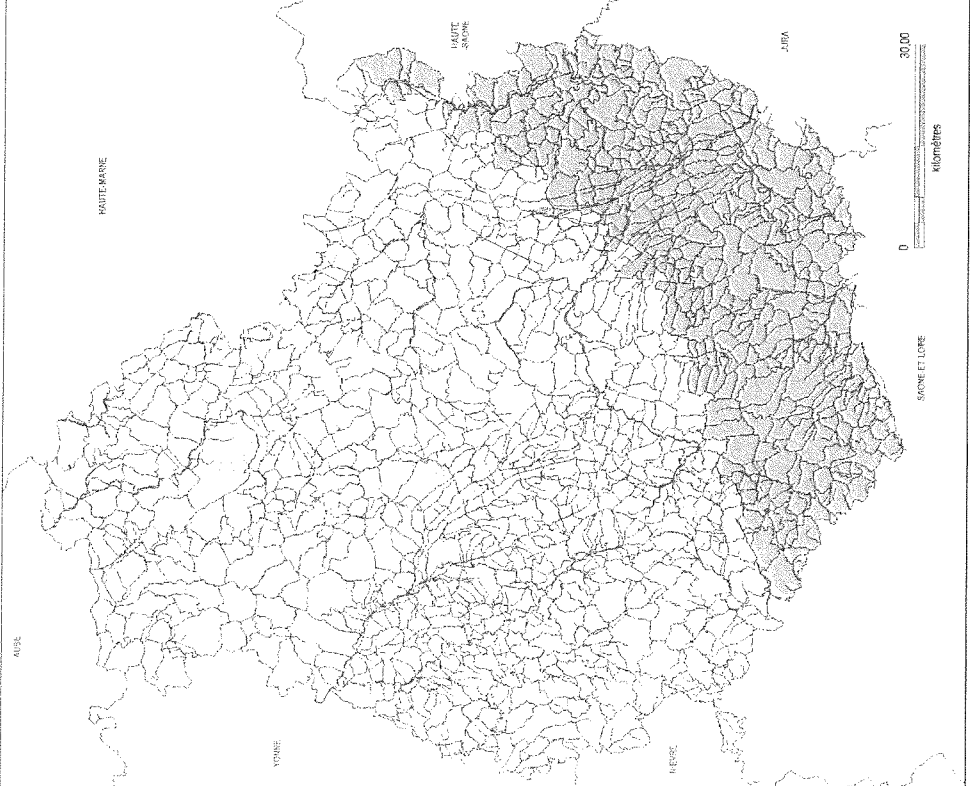 AUBE
HAUTE-MARNE
YONNE
HAUTE
SAONE
NIEVRE
JURA
SAONE ET LOIRE
0
30,00
kilomètres